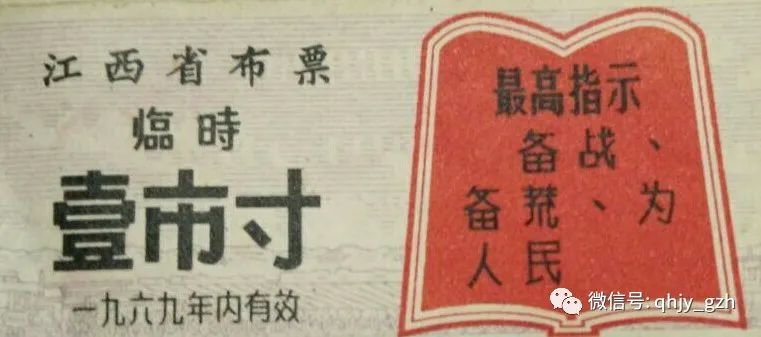 江西省布票
臨時
壹市寸
一九六九年内有效
最高指示
备战、
备荒、为
人民
微信号: qhjy_gzh